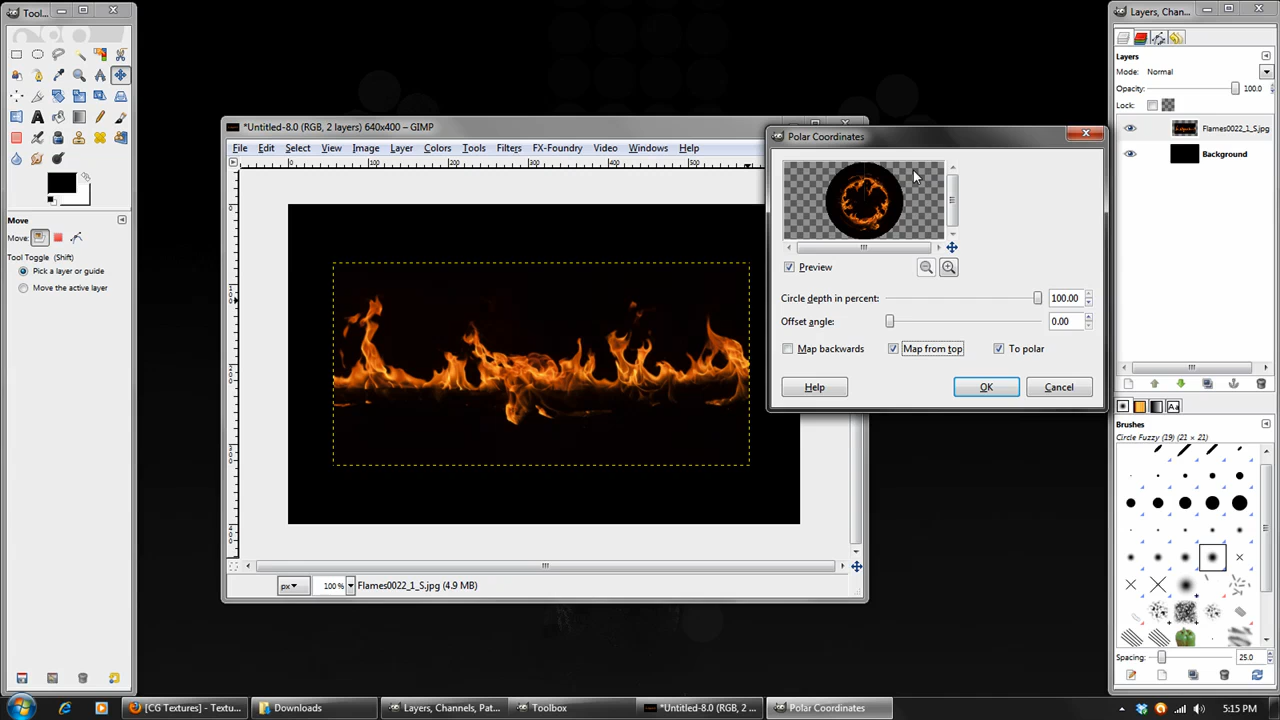 Tool...
Move
Move:
Tool Toggle (Shift)
Pick a layer or guide
Move the active layer
*Untitled-8.0 (RGB, 2 layers) 640x400 – GIMP
File Edit Select View Image Layer Colors Tools Filters FX-Foundry Video Windows Help
px 100 % Flames0022_1_S.jpg (4.9 MB)
Polar Coordinates
Preview
Circle depth in percent: 100.00
Offset angle: 0.00
Map backwards Map from top To polar
Help OK Cancel
Layers, Chan...
Layers
Mode: Normal
Opacity: 100.0
Lock:
Flames0022_1_S.jpg
Background
Aa
Brushes
Circle Fuzzy (19) (21 × 21)
Spacing: 25.0
[CG Textures] - Textu... Downloads Layers, Channels, Pat... Toolbox *Untitled-8.0 (RGB, 2 ... Polar Coordinates 5:15 PM